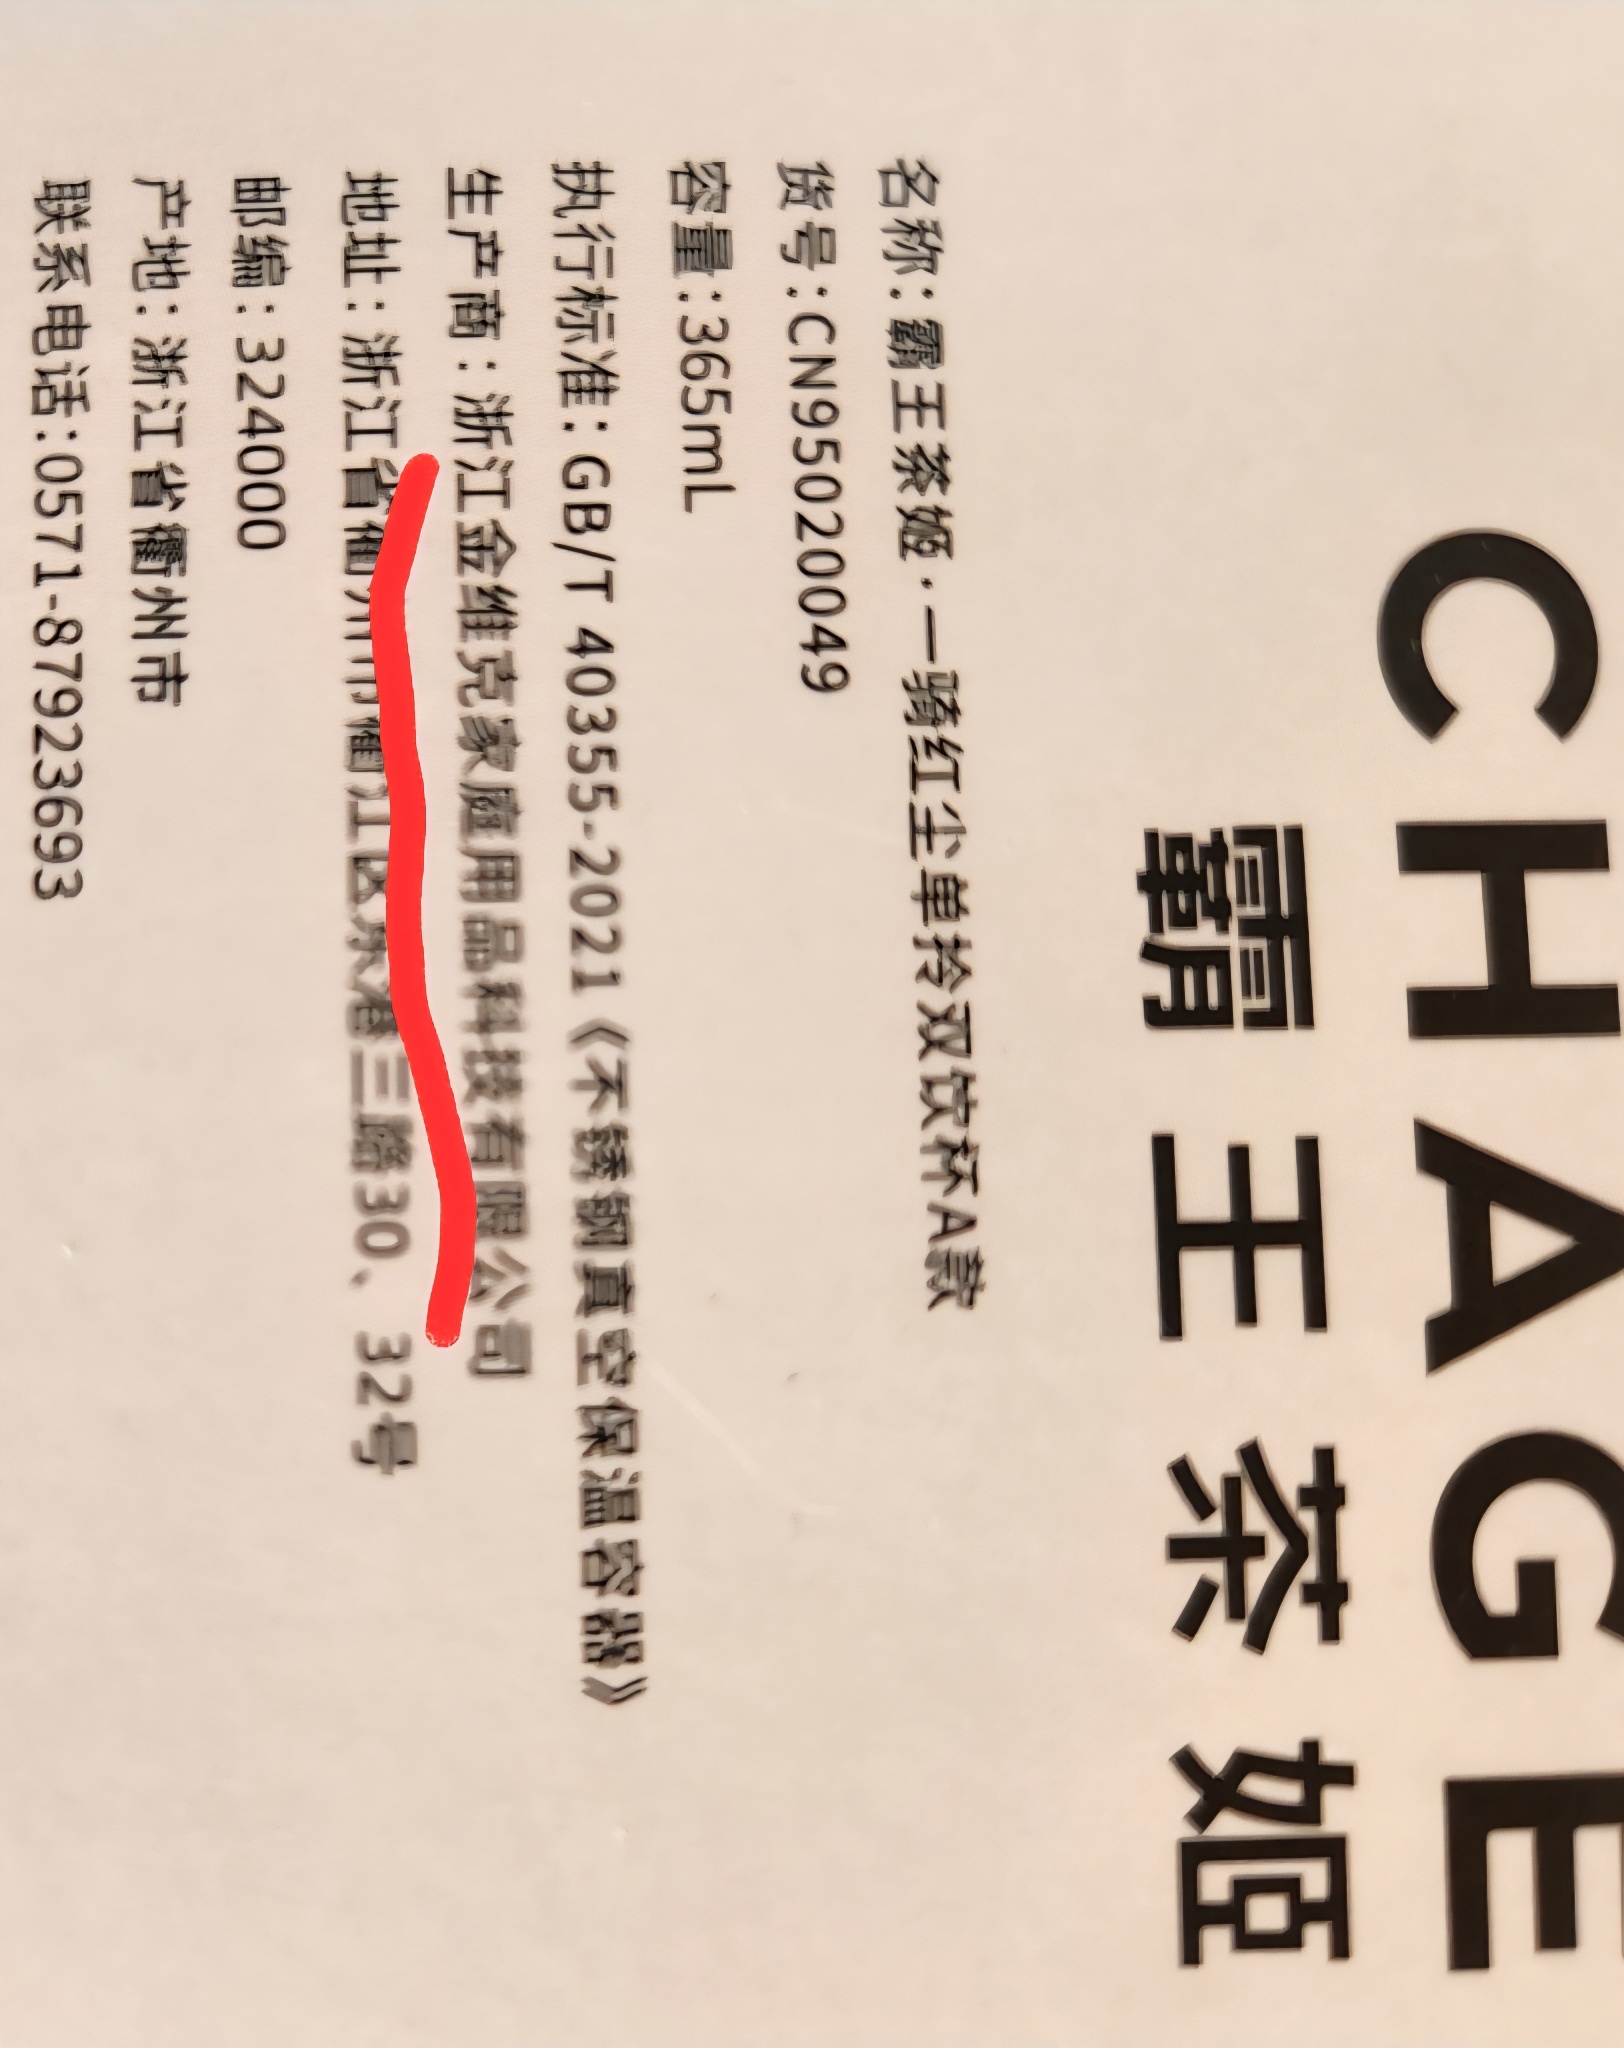 CHAGE
霸王茶姬
名称:霸王茶姬·一骑红尘单拎双饮杯A款
货号:CN950200049
容量:365mL
执行标准:GB/T 40355-2021《不锈钢真空保温容器》
生产商:浙江金维克家庭用品科技有限公司
地址:浙江省衢州市衢江区东港三路30、32号
邮编:324000
产地:浙江省衢州市
联系电话:0571-87923693